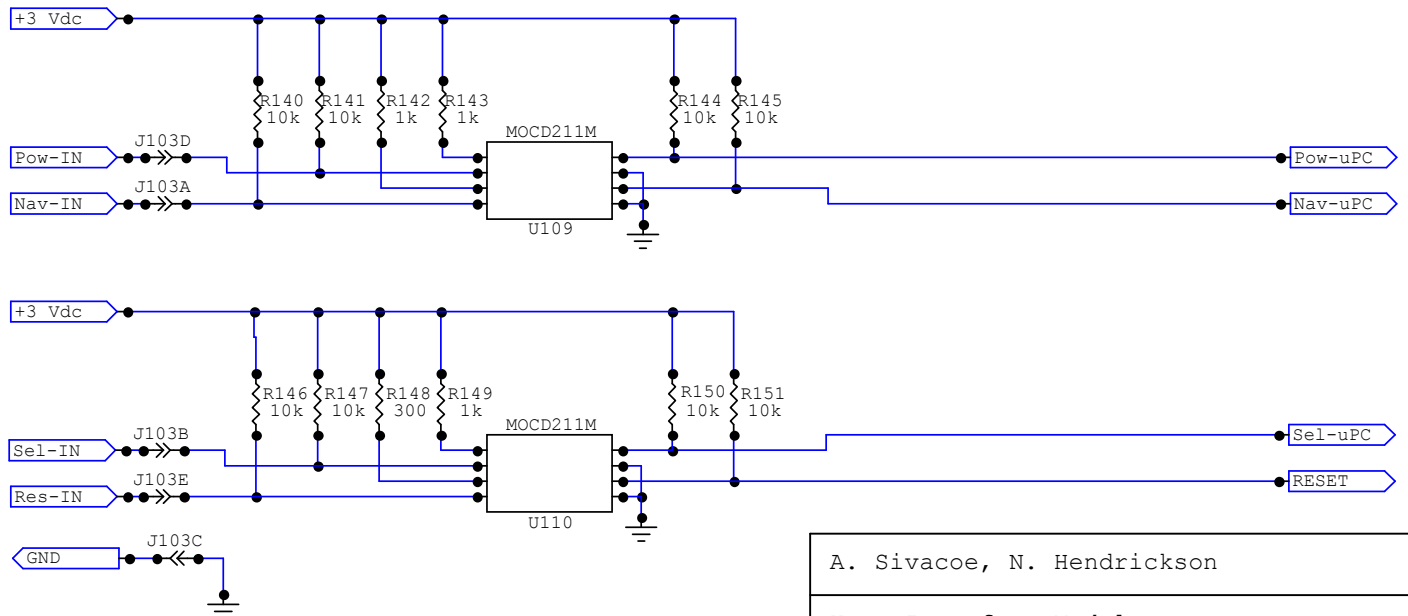 +3 Vdc
R140 R141 R142 R143 R144 R145
10k 10k 1k 1k 10k 10k
MOCD211M
J103D
Pow-IN
Pow-uPC
J103A
Nav-IN
Nav-uPC
U109
+3 Vdc
R146 R147 R148 R149 R150 R151
10k 10k 300 1k 10k 10k
MOCD211M
J103B
Sel-IN
Sel-uPC
J103E
Res-IN
RESET
U110
J103C
GND
A. Sivacoe, N. Hendrickson